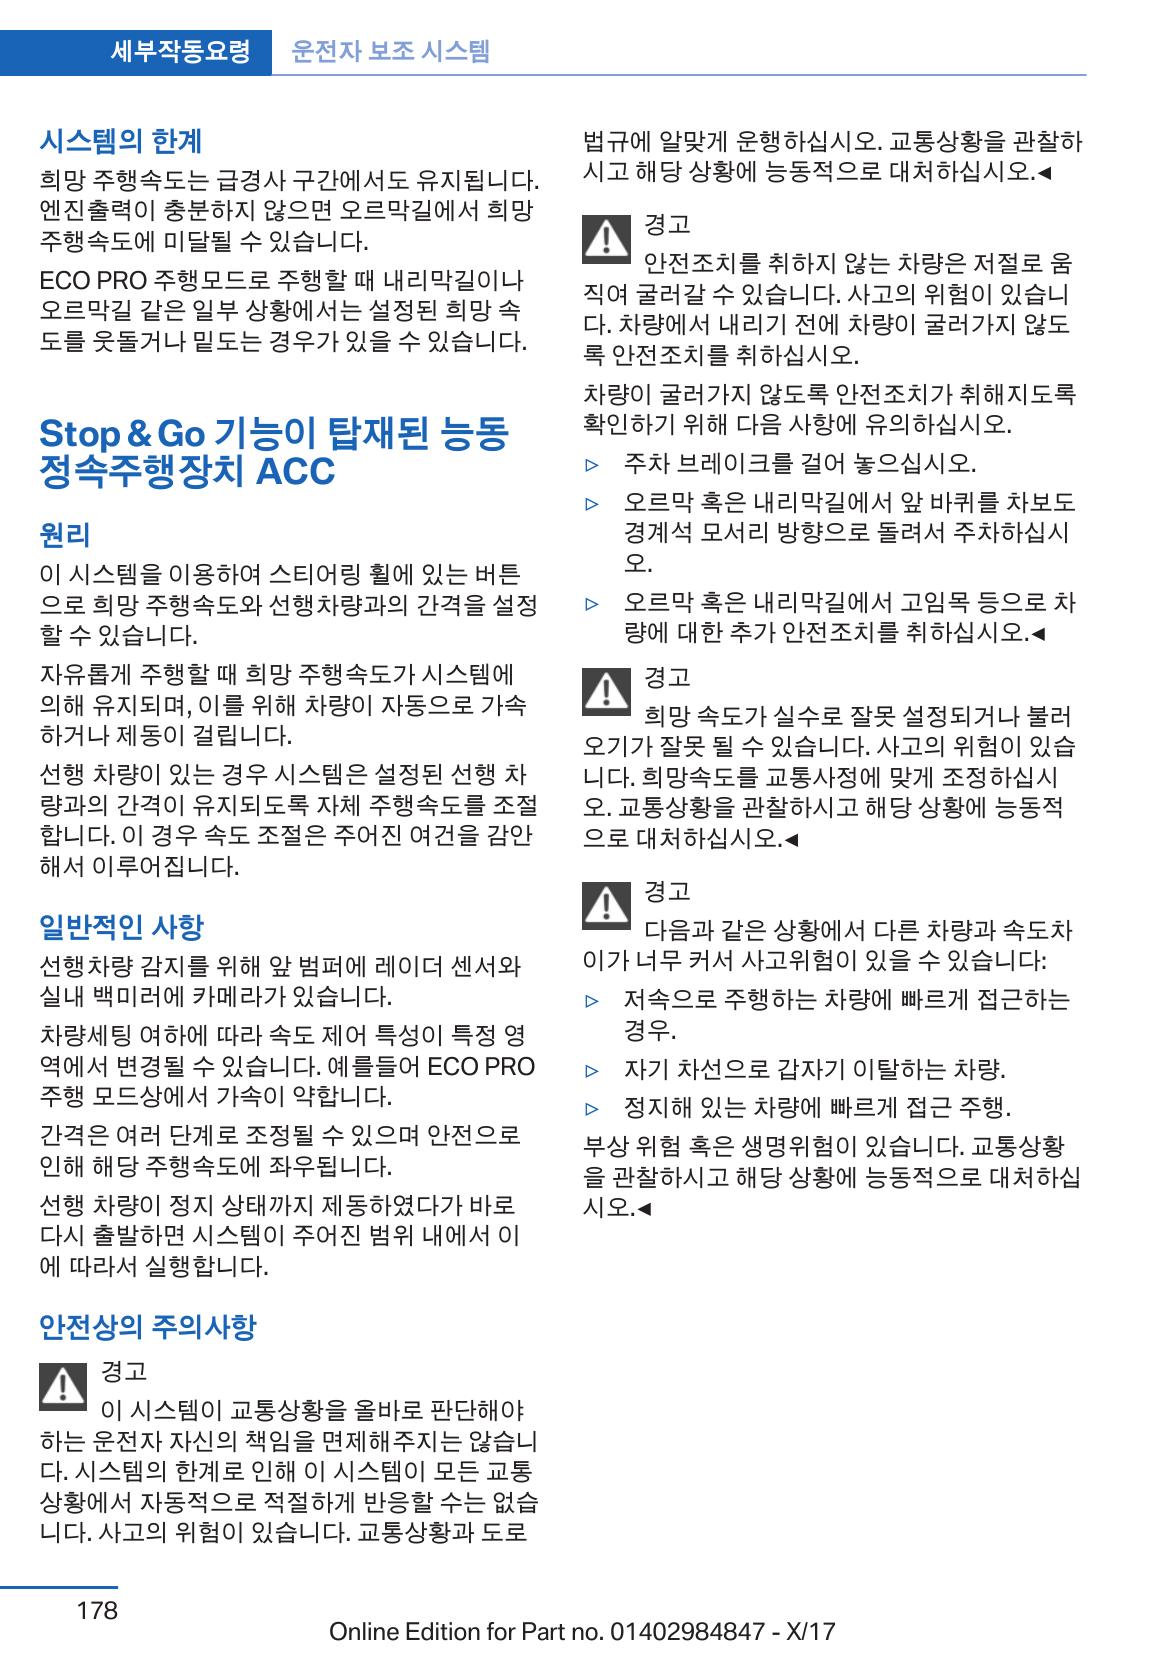 세부작동요령 운전자 보조 시스템
시스템의 한계
희망 주행속도는 급경사 구간에서도 유지됩니다.
엔진출력이 충분하지 않으면 오르막길에서 희망
주행속도에 미달될 수 있습니다.
ECO PRO 주행모드로 주행할 때 내리막길이나
오르막길 같은 일부 상황에서는 설정된 희망 속
도를 웃돌거나 밑도는 경우가 있을 수 있습니다.
Stop & Go 기능이 탑재된 능동
정속주행장치 ACC
원리
이 시스템을 이용하여 스티어링 휠에 있는 버튼
으로 희망 주행속도와 선행차량과의 간격을 설정
할 수 있습니다.
자유롭게 주행할 때 희망 주행속도가 시스템에
의해 유지되며, 이를 위해 차량이 자동으로 가속
하거나 제동이 걸립니다.
선행 차량이 있는 경우 시스템은 설정된 선행 차
량과의 간격이 유지되도록 자체 주행속도를 조절
합니다. 이 경우 속도 조절은 주어진 여건을 감안
해서 이루어집니다.
일반적인 사항
선행차량 감지를 위해 앞 범퍼에 레이더 센서와
실내 백미러에 카메라가 있습니다.
차량세팅 여하에 따라 속도 제어 특성이 특정 영
역에서 변경될 수 있습니다. 예를들어 ECO PRO
주행 모드상에서 가속이 약합니다.
간격은 여러 단계로 조정될 수 있으며 안전으로
인해 해당 주행속도에 좌우됩니다.
선행 차량이 정지 상태까지 제동하였다가 바로
다시 출발하면 시스템이 주어진 범위 내에서 이
에 따라서 실행합니다.
안전상의 주의사항
경고
이 시스템이 교통상황을 올바로 판단해야
하는 운전자 자신의 책임을 면제해주지는 않습니
다. 시스템의 한계로 인해 이 시스템이 모든 교통
상황에서 자동적으로 적절하게 반응할 수는 없습
니다. 사고의 위험이 있습니다. 교통상황과 도로
법규에 알맞게 운행하십시오. 교통상황을 관찰하
시고 해당 상황에 능동적으로 대처하십시오.◄
경고
안전조치를 취하지 않는 차량은 저절로 움
직여 굴러갈 수 있습니다. 사고의 위험이 있습니
다. 차량에서 내리기 전에 차량이 굴러가지 않도
록 안전조치를 취하십시오.
차량이 굴러가지 않도록 안전조치가 취해지도록
확인하기 위해 다음 사항에 유의하십시오.
▷ 주차 브레이크를 걸어 놓으십시오.
▷ 오르막 혹은 내리막길에서 앞 바퀴를 차보도
경계석 모서리 방향으로 돌려서 주차하십시
오.
▷ 오르막 혹은 내리막길에서 고임목 등으로 차
량에 대한 추가 안전조치를 취하십시오.◄
경고
희망 속도가 실수로 잘못 설정되거나 불러
오기가 잘못 될 수 있습니다. 사고의 위험이 있습
니다. 희망속도를 교통사정에 맞게 조정하십시
오. 교통상황을 관찰하시고 해당 상황에 능동적
으로 대처하십시오.◄
경고
다음과 같은 상황에서 다른 차량과 속도차
이가 너무 커서 사고위험이 있을 수 있습니다:
▷ 저속으로 주행하는 차량에 빠르게 접근하는
경우.
▷ 자기 차선으로 갑자기 이탈하는 차량.
▷ 정지해 있는 차량에 빠르게 접근 주행.
부상 위험 혹은 생명위험이 있습니다. 교통상황
을 관찰하시고 해당 상황에 능동적으로 대처하십
시오.◄
178
Online Edition for Part no. 01402984847 - X/17